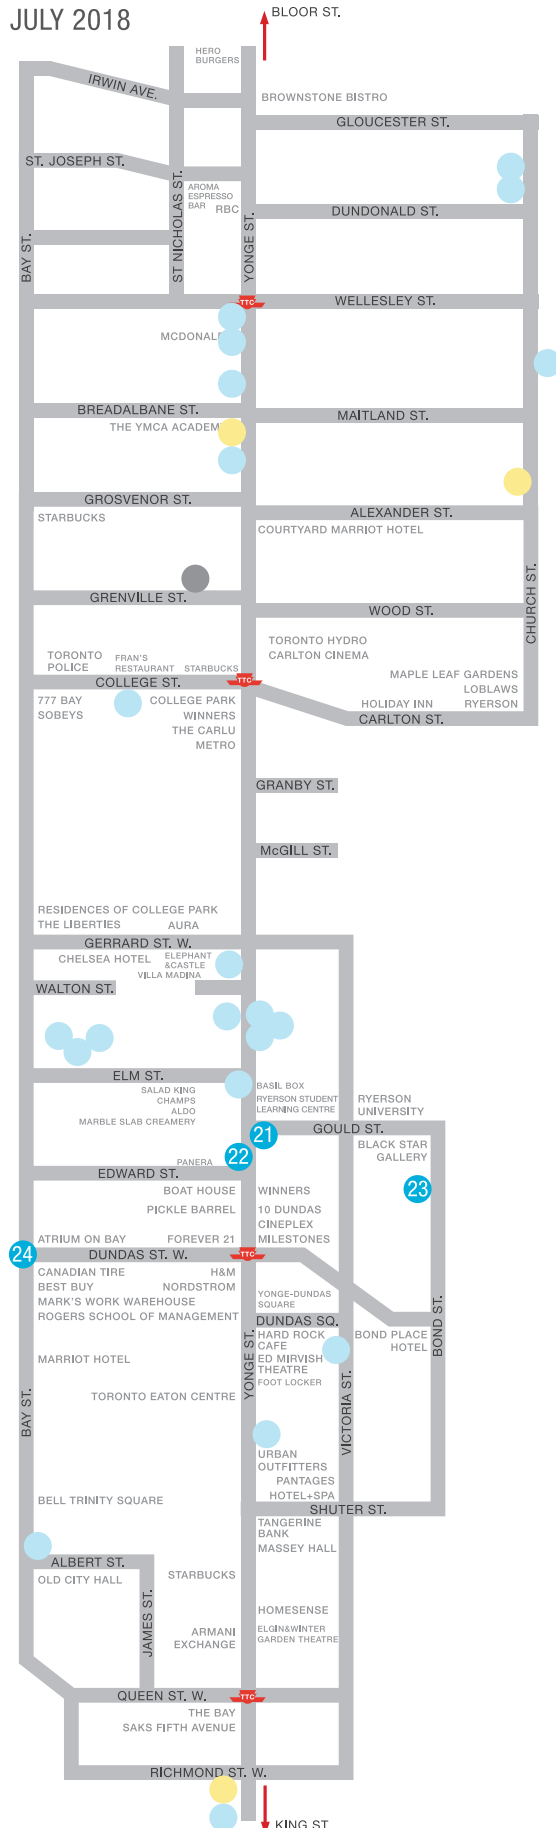 JULY 2018
BLOOR ST.
HERO
BURGERS
IRWIN AVE.
BROWNSTONE BISTRO
GLOUCESTER ST.
ST. JOSEPH ST.
ST NICHOLAS ST.
AROMA
ESPRESSO
BAR
RBC
DUNDONALD ST.
BAY ST.
YONGE ST.
TTC
WELLESLEY ST.
BREADALBANE ST.
MAITLAND ST.
THE YMCA
GROSVENOR ST.
STARBUCKS
ALEXANDER ST.
COURTYARD MARRIOT HOTEL
CHURCH ST.
GRENVILLE ST.
WOOD ST.
TORONTO HYDRO
CARLTON CINEMA
TORONTO
POLICE
FRAN'S
RESTAURANT
STARBUCKS
COLLEGE ST.
TTC
MAPLE LEAF GARDENS
LOBLAWS
RYERSON
HOLIDAY INN
CARLTON ST.
777 BAY
SOBEYS
COLLEGE PARK
WINNERS
THE CARLU
METRO
GRANBY ST.
McGILL ST.
RESIDENCES OF COLLEGE PARK
THE LIBERTIES
AURA
GERRARD ST. W.
CHELSEA HOTEL
ELEPHANT
&CASTLE
VILLA MADINA
WALTON ST.
ELM ST.
SALAD KING
CHAMPS
ALDO
MARBLE SLAB CREAMERY
BASIL BOX
RYERSON STUDENT
LEARNING CENTRE
RYERSON
UNIVERSITY
21
GOULD ST.
BLACK STAR
GALLERY
22
PANERA
EDWARD ST.
23
BOAT HOUSE
WINNERS
PICKLE BARREL
10 DUNDAS
CINEPLEX
ATRIUM ON BAY
FOREVER 21
MILESTONES
24
DUNDAS ST. W.
TTC
CANADIAN TIRE
H&M
BEST BUY
NORDSTROM
MARK'S WORK WAREHOUSE
ROGERS SCHOOL OF MANAGEMENT
YONGE-DUNDAS
SQUARE
DUNDAS SQ.
BOND ST.
HARD ROCK
CAFE
ED MIRVISH
THEATRE
FOOT LOCKER
BOND PLACE
HOTEL
MARRIOT HOTEL
YONGE ST.
VICTORIA ST.
BAY ST.
TORONTO EATON CENTRE
URBAN
OUTFITTERS
PANTAGES
HOTEL+SPA
BELL TRINITY SQUARE
SHUTER ST.
TANGERINE
BANK
MASSEY HALL
ALBERT ST.
OLD CITY HALL
STARBUCKS
JAMES ST.
HOMESENSE
ARMANI
EXCHANGE
ELGIN&WINTER
GARDEN THEATRE
QUEEN ST. W.
TTC
THE BAY
SAKS FIFTH AVENUE
RICHMOND ST. W.
KING ST.